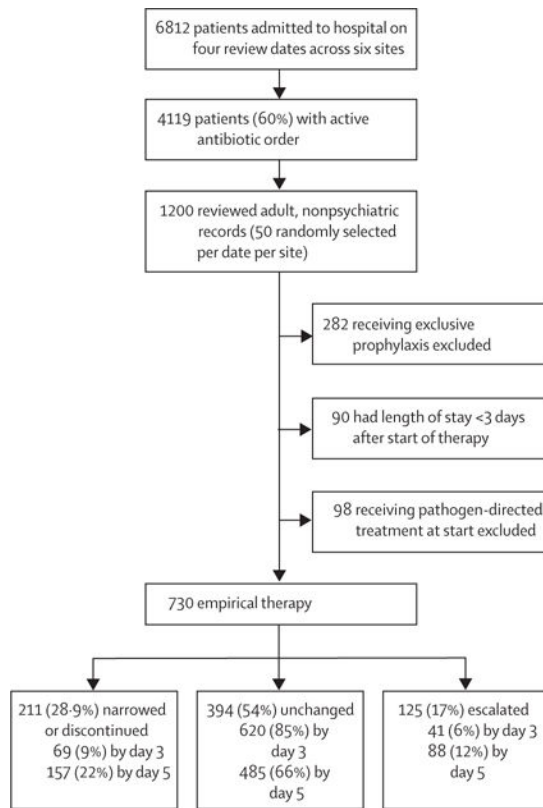 6812 patients admitted to hospital on
four review dates across six sites
4119 patients (60%) with active
antibiotic order
1200 reviewed adult, nonpsychiatric
records (50 randomly selected
per date per site)
282 receiving exclusive
prophylaxis excluded
90 had length of stay <3 days
after start of therapy
98 receiving pathogen-directed
treatment at start excluded
730 empirical therapy
211 (28·9%) narrowed
or discontinued
69 (9%) by day 3
157 (22%) by day 5
394 (54%) unchanged
620 (85%) by
day 3
485 (66%) by
day 5
125 (17%) escalated
41 (6%) by day 3
88 (12%) by
day 5